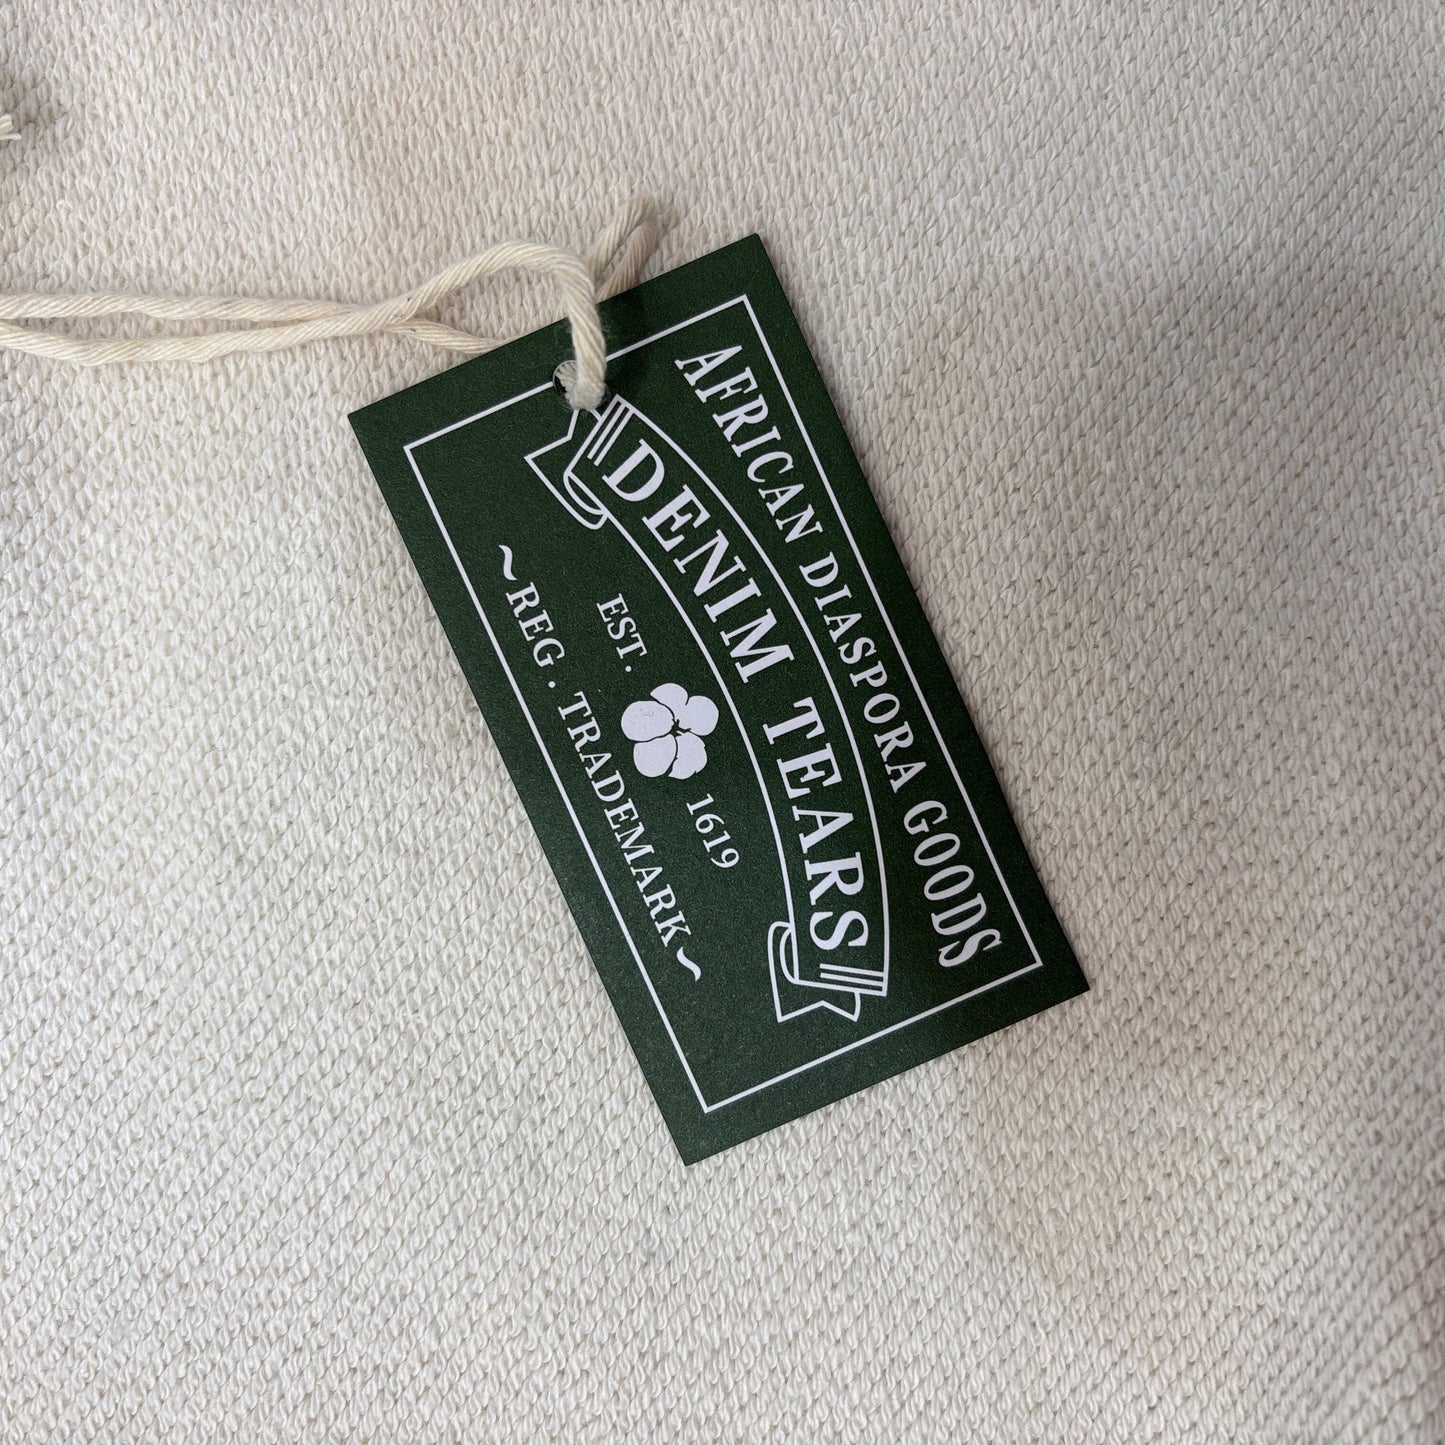 AFRICAN DIASPORA GOODS
DENIM TEARS
EST. 1619
~REG. TRADEMARK~